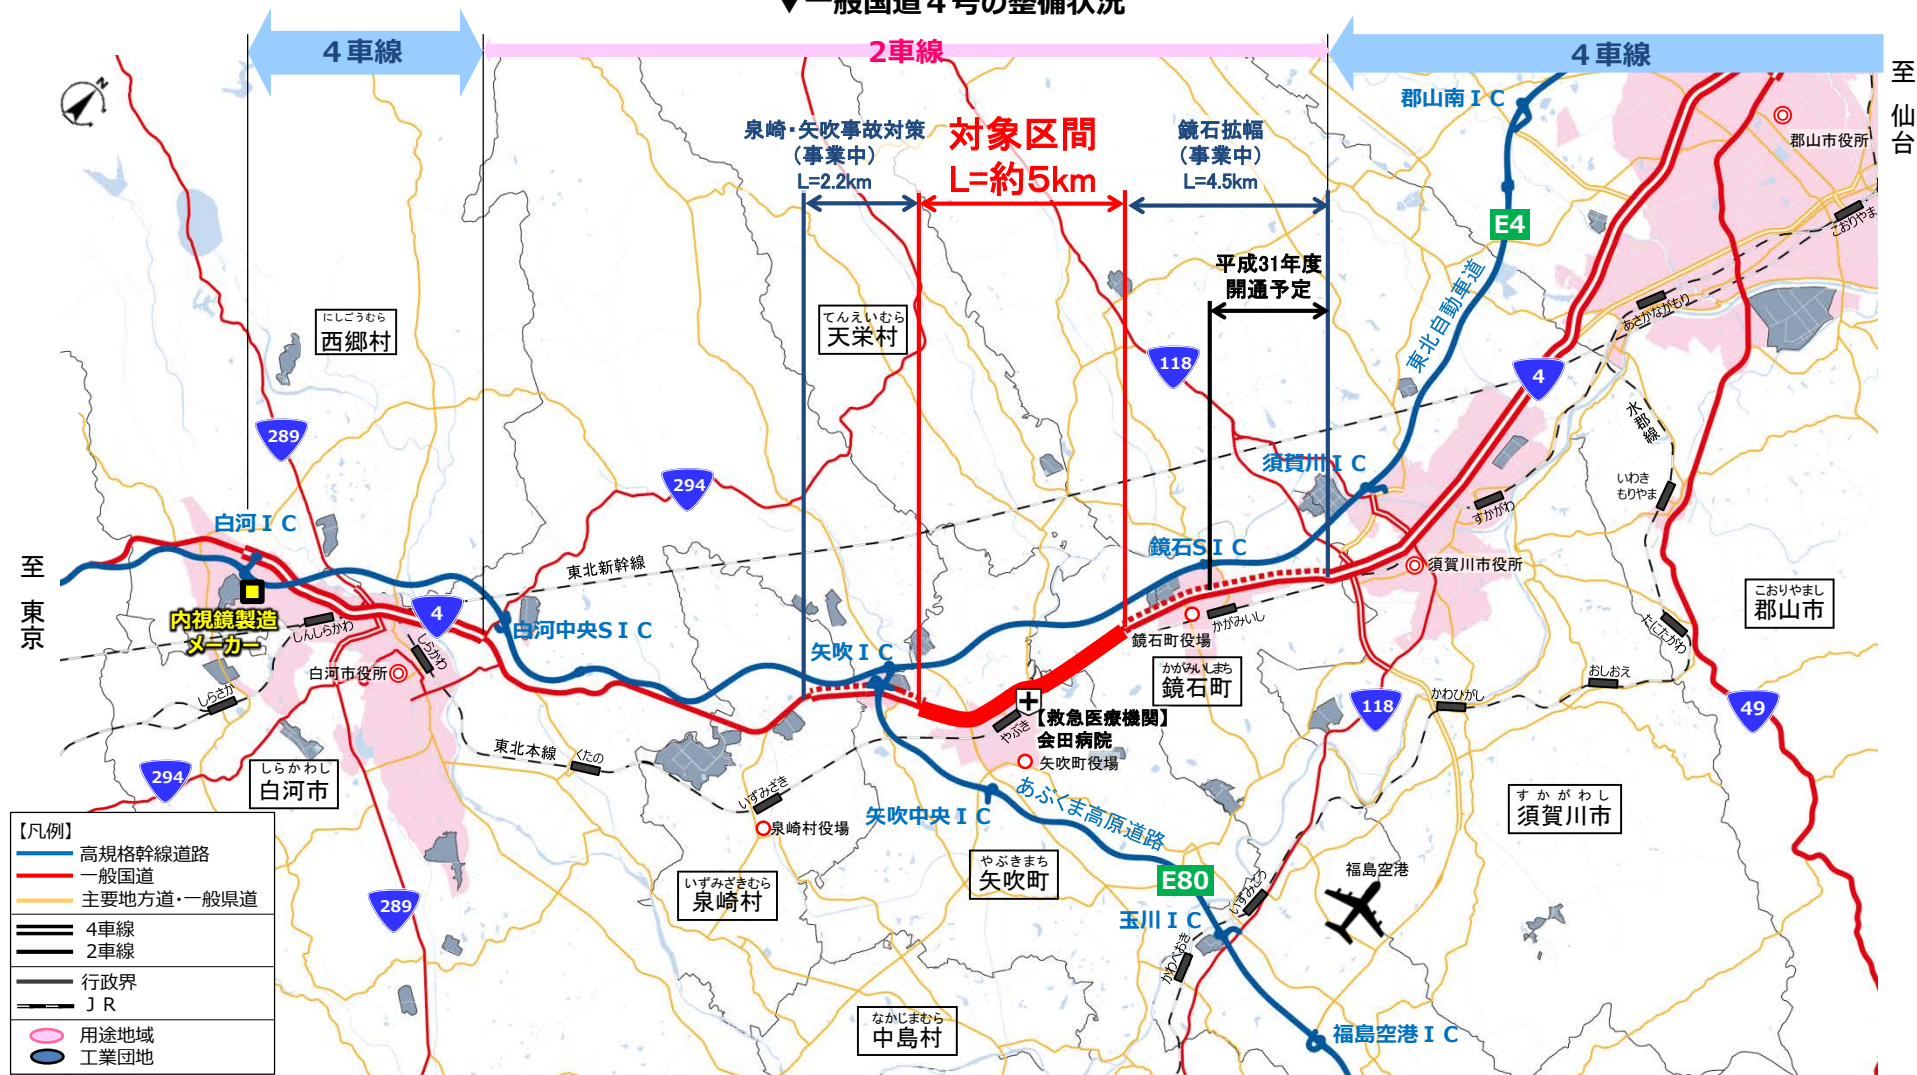 ▼一般国道４号の整備状況
４車線
2車線
４車線
至
仙
台
N
郡山南ＩＣ
郡山市役所
泉崎・矢吹事故対策
（事業中）
L=2.2km
対象区間
L=約5km
鏡石拡幅
（事業中）
L=4.5km
こおりやま
E4
平成31年度
開通予定
東北自動車道
あさかながもり
にしごうむら
西郷村
てんえいむら
天栄村
118
4
水郡線
289
294
須賀川ＩＣ
いわき
もりやま
すかがわ
白河ＩＣ
鏡石SＩＣ
須賀川市役所
至
東
京
東北新幹線
内視鏡製造
メーカー
しんしらかわ
4
しらかわ
白河中央SＩＣ
かがみいし
鏡石町役場
こおりやまし
郡山市
たにたがわ
矢吹ＩＣ
白河市役所
かがみいしまち
鏡石町
おしおえ
しらさか
かわひがし
118
49
【救急医療機関】
会田病院
やぶき
矢吹町役場
東北本線
くたの
294
しらかわし
白河市
いずみざき
泉崎村役場
矢吹中央ＩＣ
あぶくま高原道路
すかがわし
須賀川市
やぶきまち
矢吹町
E80
福島空港
いずみざきむら
泉崎村
289
いずみごう
玉川ＩＣ
かわべおき
なかじまむら
中島村
福島空港ＩＣ
【凡例】
高規格幹線道路
一般国道
主要地方道・一般県道
4車線
2車線
行政界
ＪＲ
用途地域
工業団地